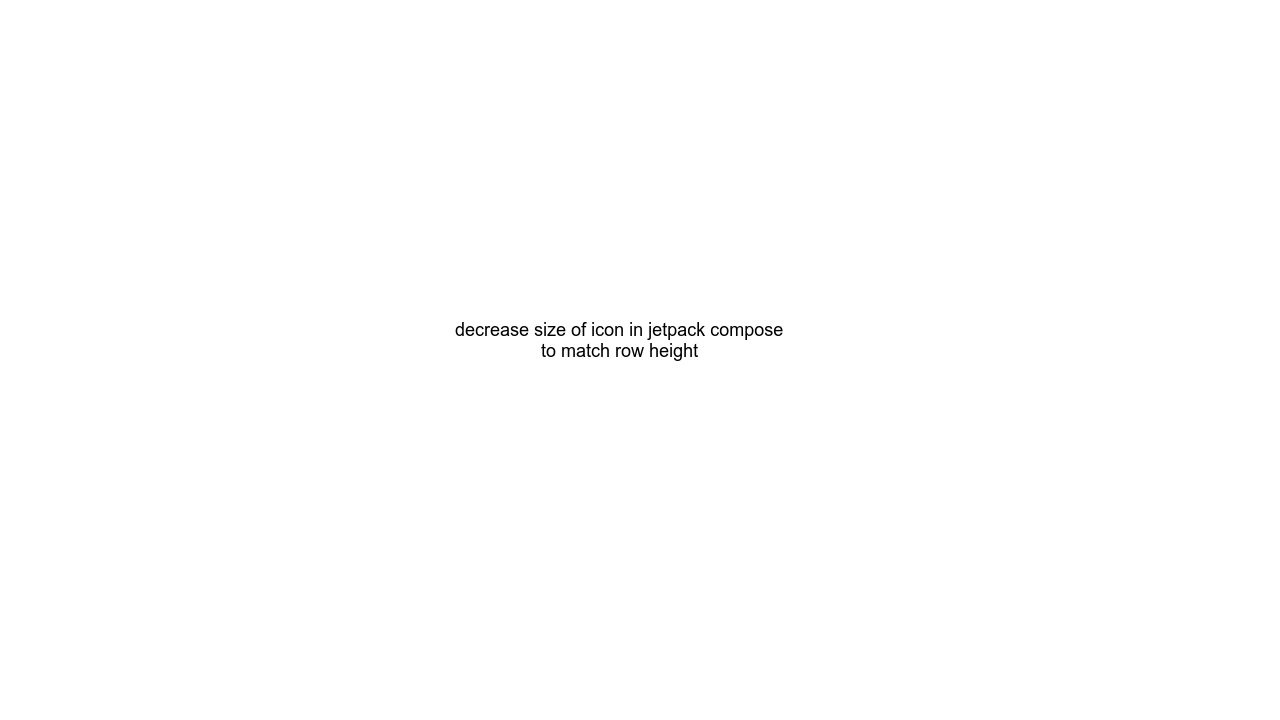 decrease size of icon in jetpack compose
to match row height